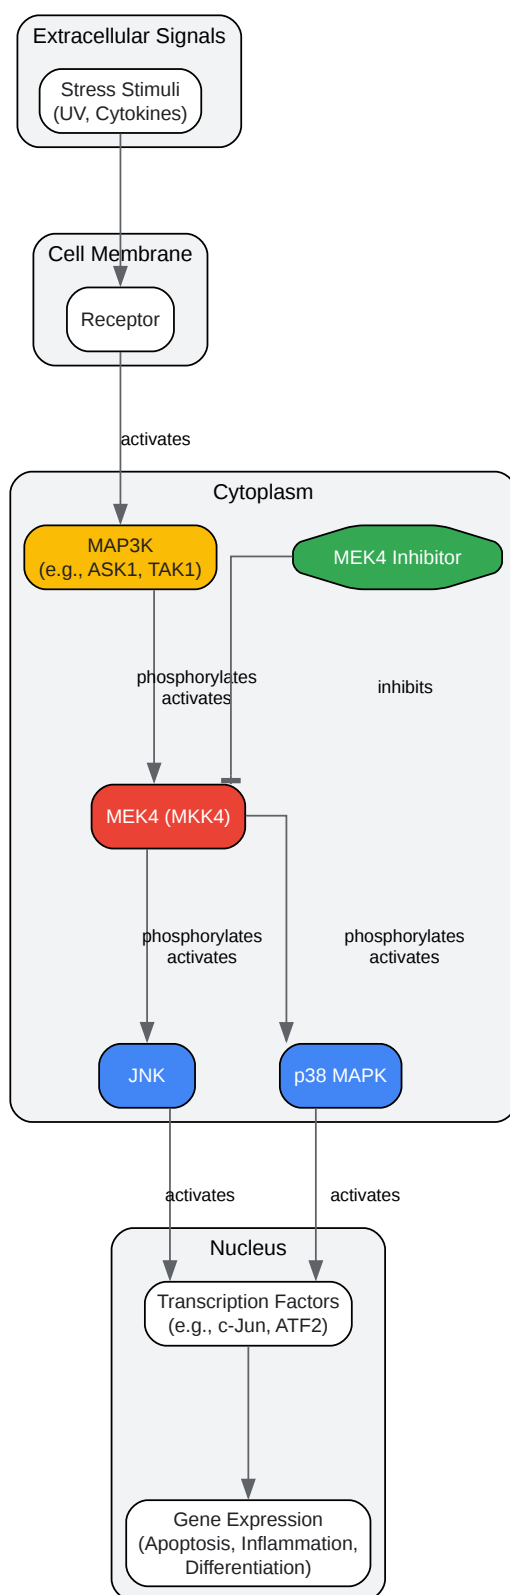 Extracellular Signals
Stress Stimuli
(UV, Cytokines)
Cell Membrane
Receptor
activates
Cytoplasm
MAP3K
(e.g., ASK1, TAK1)
MEK4 Inhibitor
phosphorylates
activates
inhibits
MEK4 (MKK4)
phosphorylates
activates
phosphorylates
activates
JNK
p38 MAPK
activates
activates
Nucleus
Transcription Factors
(e.g., c-Jun, ATF2)
Gene Expression
(Apoptosis, Inflammation,
Differentiation)